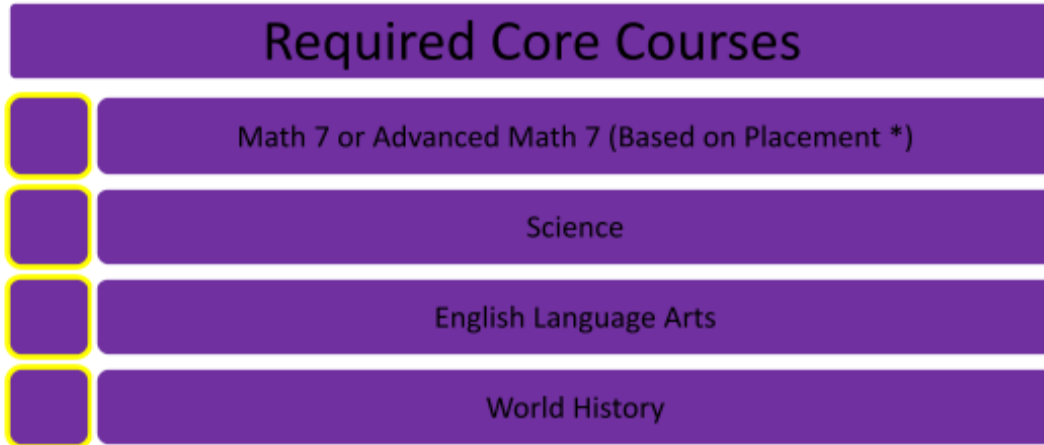 Required Core Courses
Math 7 or Advanced Math 7 (Based on Placement *)
Science
English Language Arts
World History